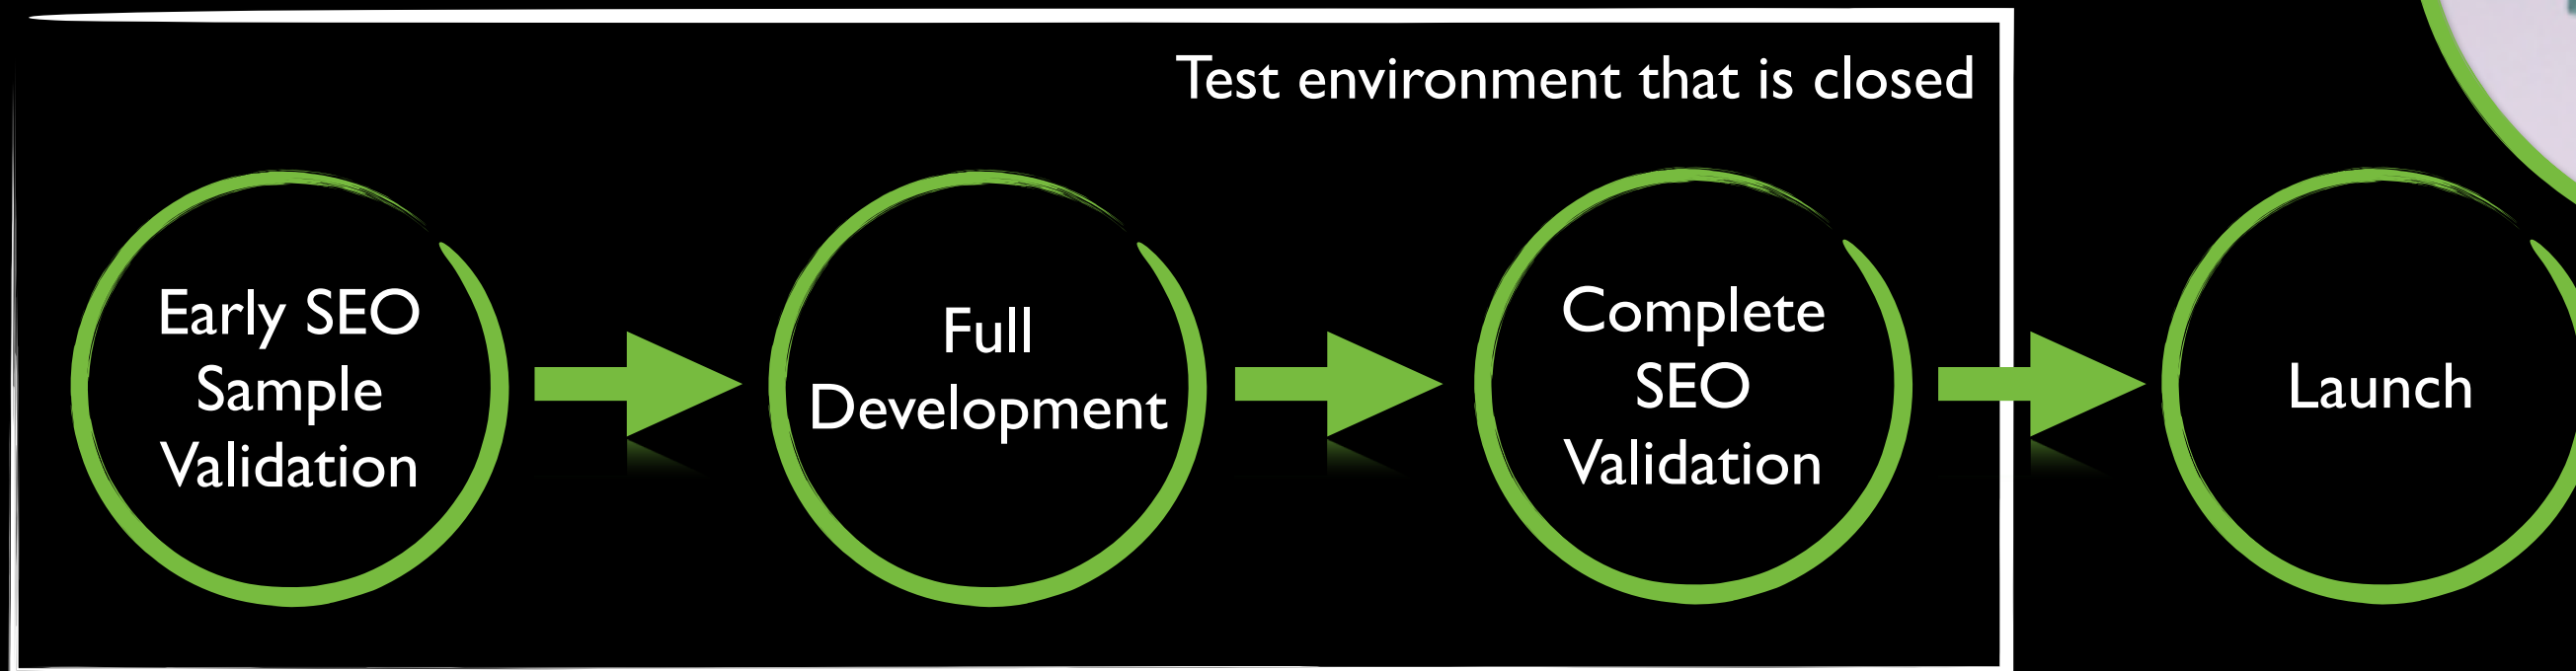 Test environment that is closed
Early SEO
Sample
Validation
Full
Development
Complete
SEO
Validation
Launch